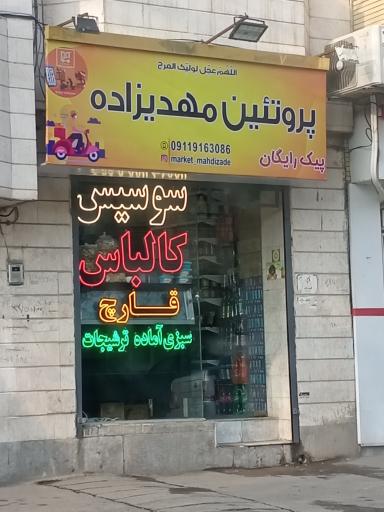 اللهم عجل لولیک الفرج
پروتئین مهدیزاده
09119163086
market_mahdizade
پیک رایگان
سوسیس
کالباس
قارچ
سبزی آماده ترشیجات